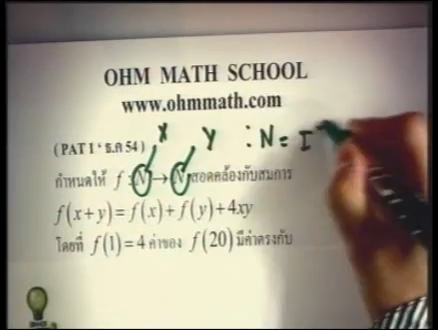 OHM MATH SCHOOL
www.ohmmath.com
X Y : N = I
(PAT 1 ' ธ.ค 54)
กำหนดให้ f : N → N สอดคล้องกับสมการ
f(x+y) = f(x) + f(y) + 4xy
โดยที่ f(1) = 4 ค่าของ f(20) มีค่าตรงกับ